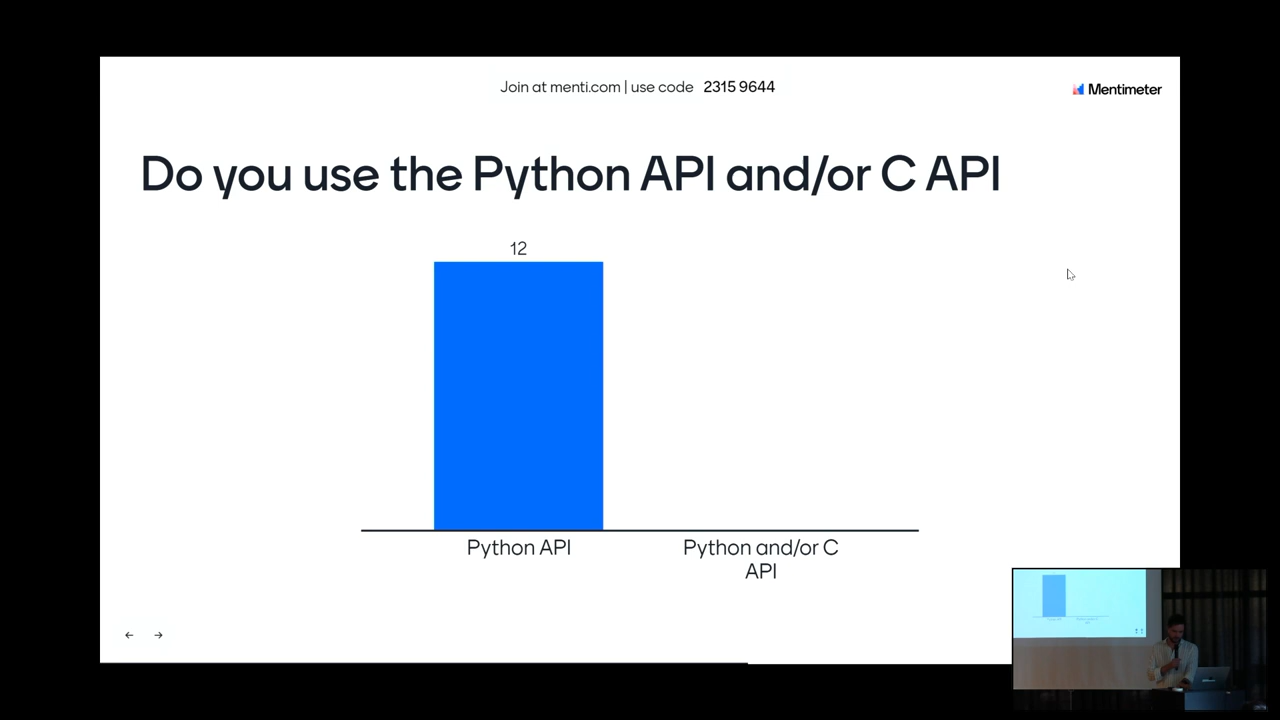 Join at menti.com | use code 2315 9644
Mentimeter
Do you use the Python API and/or C API
12
Python API
Python and/or C
API